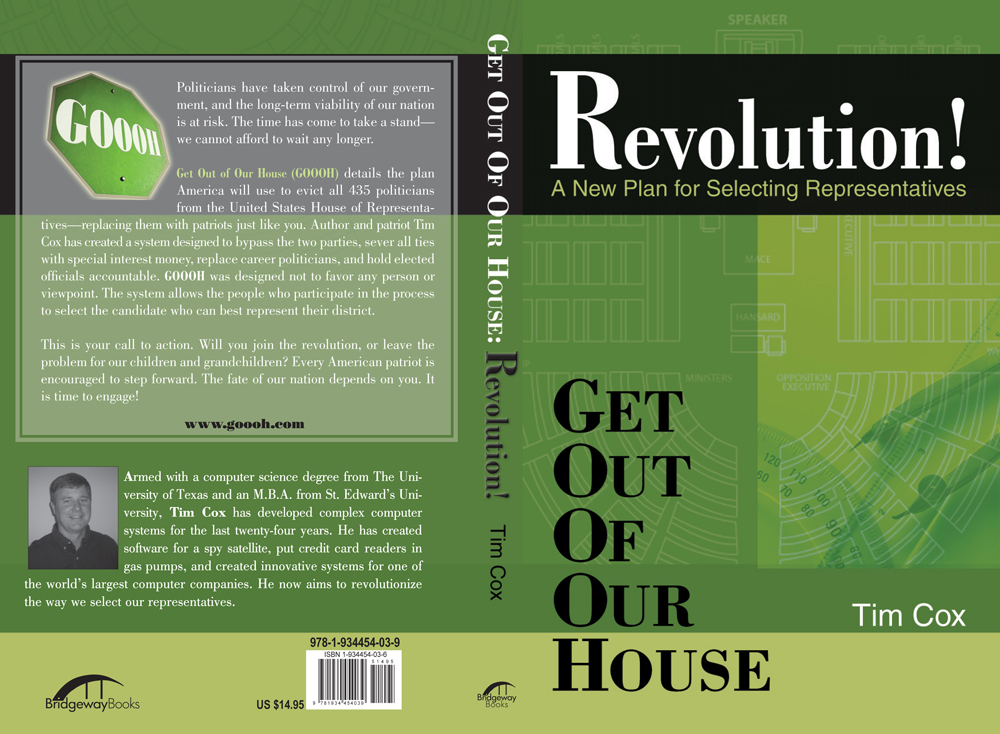 GOOOH
Politicians have taken control of our govern-
ment, and the long-term viability of our nation
is at risk. The time has come to take a stand—
we cannot afford to wait any longer.
Get Out of Our House (GOOOH) details the plan
America will use to evict all 435 politicians
from the United States House of Representa-
tives—replacing them with patriots just like you. Author and patriot Tim
Cox has created a system designed to bypass the two parties, sever all ties
with special interest money, replace career politicians, and hold elected
officials accountable. GOOOH was designed not to favor any person or
viewpoint. The system allows the people who participate in the process
to select the candidate who can best represent their district.
This is your call to action. Will you join the revolution, or leave the
problem for our children and grandchildren? Every American patriot is
encouraged to step forward. The fate of our nation depends on you. It
is time to engage!
www.goooh.com
Armed with a computer science degree from The Uni-
versity of Texas and an M.B.A. from St. Edward's Uni-
versity, Tim Cox has developed complex computer
systems for the last twenty-four years. He has created
software for a spy satellite, put credit card readers in
gas pumps, and created innovative systems for one of
the world's largest computer companies. He now aims to revolutionize
the way we select our representatives.
BridgewayBooks
US $14.95
978-1-934454-03-9
ISBN 1-934454-03-6
51495
9 781934 454039
Get Out Of Our House: Revolution! Tim Cox
Bridgeway
Books
SPEAKER
Revolution!
A New Plan for Selecting Representatives
EXECUTIVE
MACE
HANSARD
MINISTERS
OPPOSITION
EXECUTIVE
120
110
100
60
70
80
Get
Out
Of
Our
House
Tim Cox